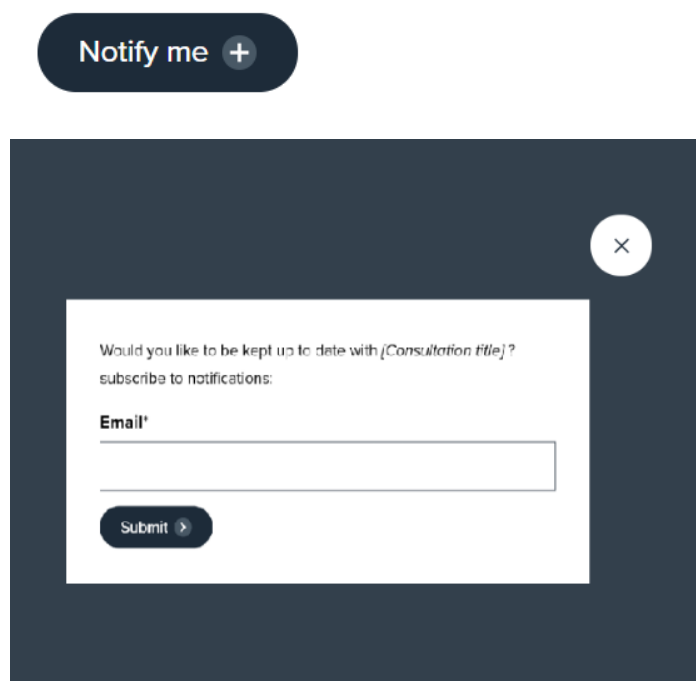 Notify me
Would you like to be kept up to date with [Consultation title] ?
subscribe to notifications:
Email*
Submit